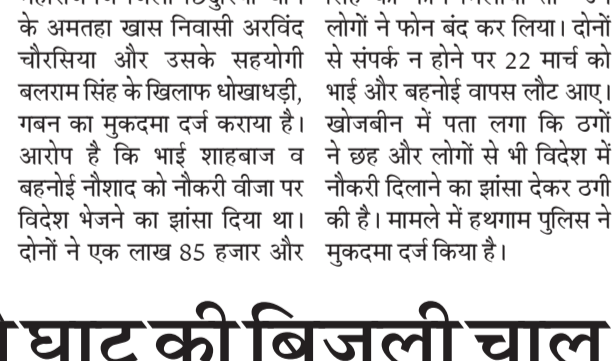 के अमतहा खास निवासी अरविंद
चौरसिया और उसके सहयोगी
बलराम सिंह के खिलाफ धोखाधड़ी,
गबन का मुकदमा दर्ज कराया है।
आरोप है कि भाई शाहबाज व
बहनोई नौशाद को नौकरी वीजा पर
विदेश भेजने का झांसा दिया था।
दोनों ने एक लाख 85 हजार और
लोगों ने फोन बंद कर लिया। दोनों
से संपर्क न होने पर 22 मार्च को
भाई और बहनोई वापस लौट आए।
खोजबीन में पता लगा कि ठगों
ने छह और लोगों से भी विदेश में
नौकरी दिलाने का झांसा देकर ठगी
की है। मामले में हथगाम पुलिस ने
मुकदमा दर्ज किया है।
घाट की बिजली चाल